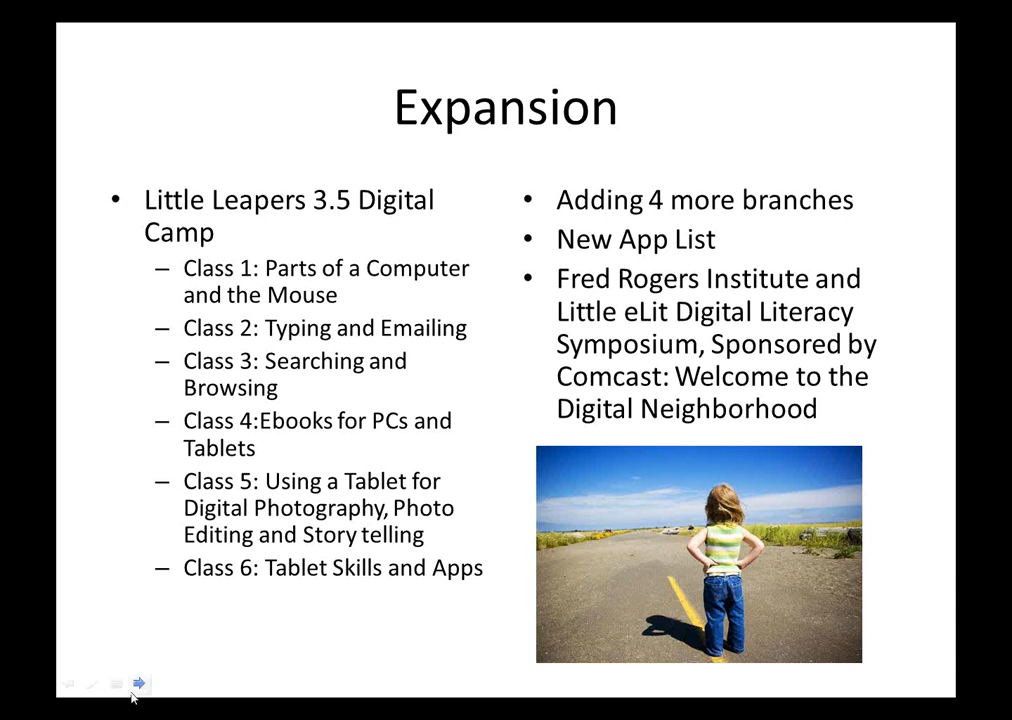 Expansion
• Little Leapers 3.5 Digital
Camp
– Class 1: Parts of a Computer
and the Mouse
– Class 2: Typing and Emailing
– Class 3: Searching and
Browsing
– Class 4:Ebooks for PCs and
Tablets
– Class 5: Using a Tablet for
Digital Photography, Photo
Editing and Story telling
– Class 6: Tablet Skills and Apps
• Adding 4 more branches
• New App List
• Fred Rogers Institute and
Little eLit Digital Literacy
Symposium, Sponsored by
Comcast: Welcome to the
Digital Neighborhood